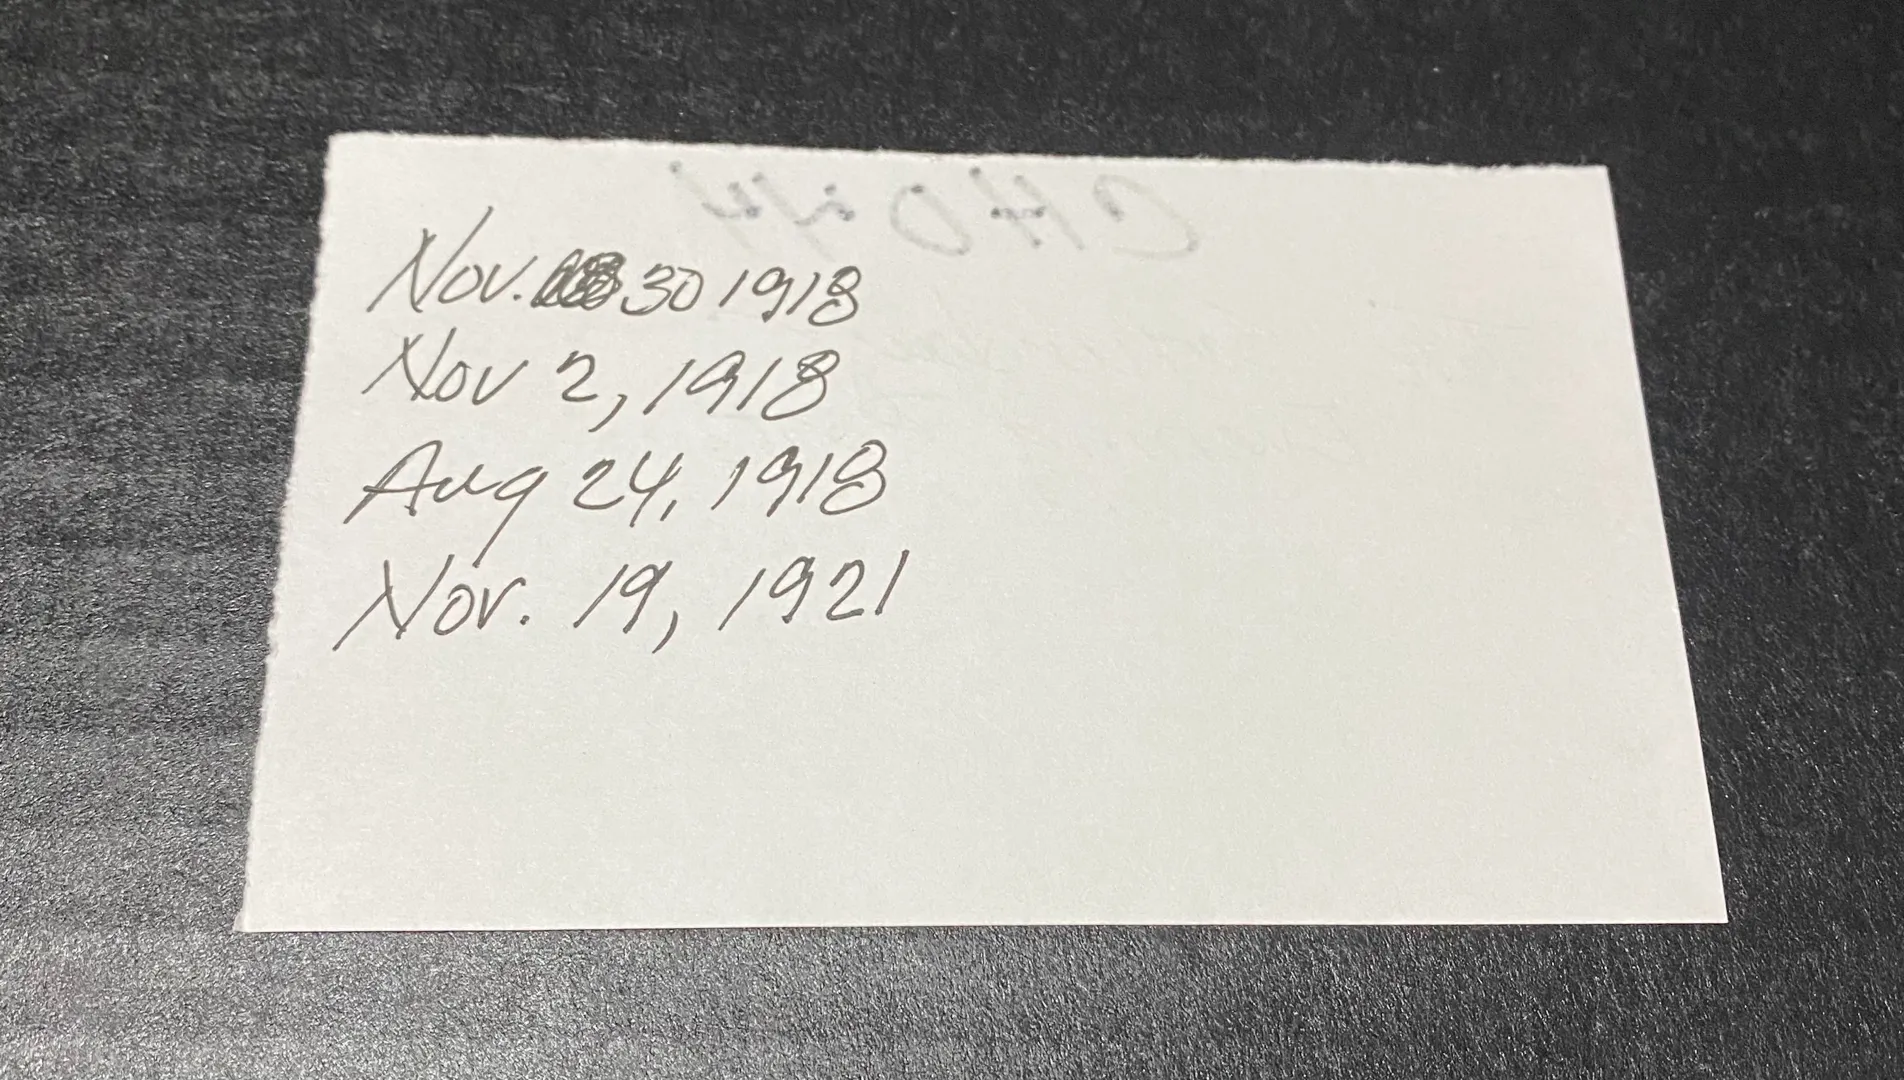 Nov. 30 1918
Nov 2, 1918
Aug 24, 1918
Nov. 19, 1921